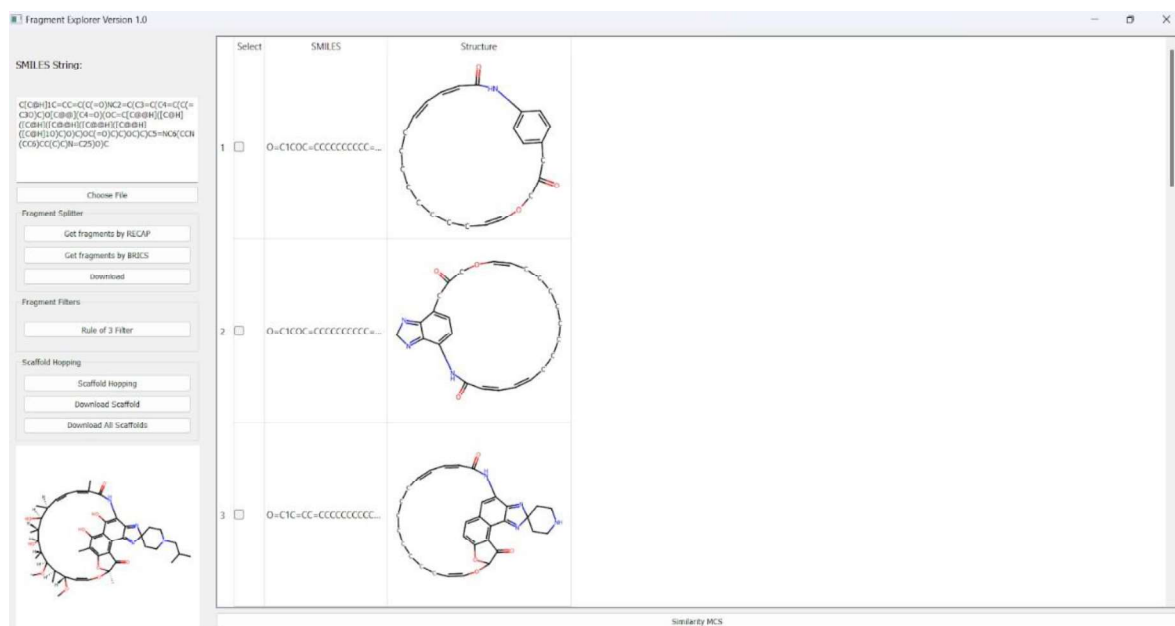 Fragment Explorer Version 1.0
SMILES String:
C[C@H]1C=CC=C(C(=O)NC2=C(C3=C(C4=C(C(=
C3O)C)O[C@@](C4=O)(OC=C[C@@H]([C@H]
([C@H]([C@@H]([C@@H]([C@@H]
([C@H]1O)C)O)C)OC(=O)C)C)OC)C)C5=NC6(CCN
(CC6)CC(C)C)N=C25)O)C
Choose File
Fragment Splitter
Get fragments by RECAP
Get fragments by BRICS
Download
Fragment Filters
Rule of 3 Filter
Scaffold Hopping
Scaffold Hopping
Download Scaffold
Download All Scaffolds
Select SMILES Structure
1 O=C1COC=CCCCCCCCCC=...
2 O=C1COC=CCCCCCCCCC=...
3 O=C1C=CC=CCCCCCCCCC...
Similarity MCS